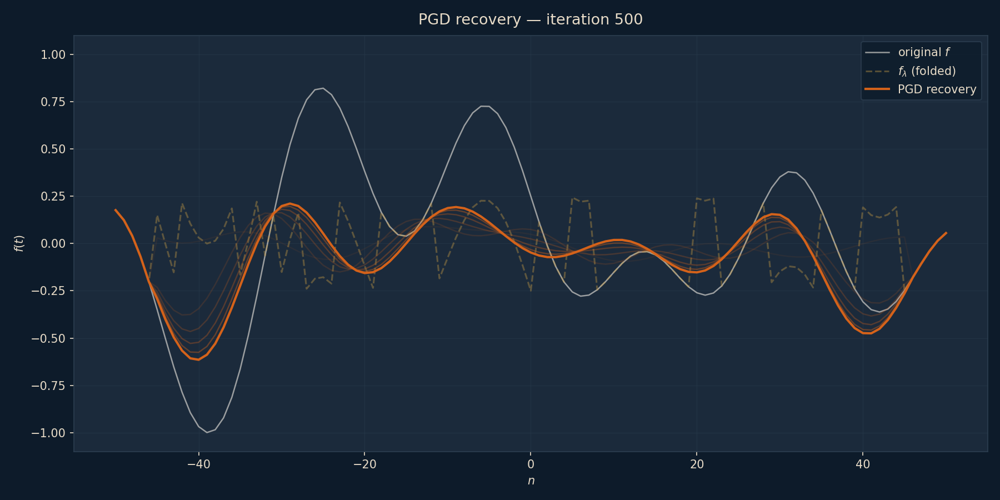 PGD recovery — iteration 500
1.00
0.75
0.50
0.25
0.00
−0.25
−0.50
−0.75
−1.00
f(t)
−40
−20
0
20
40
n
original f
fλ (folded)
PGD recovery